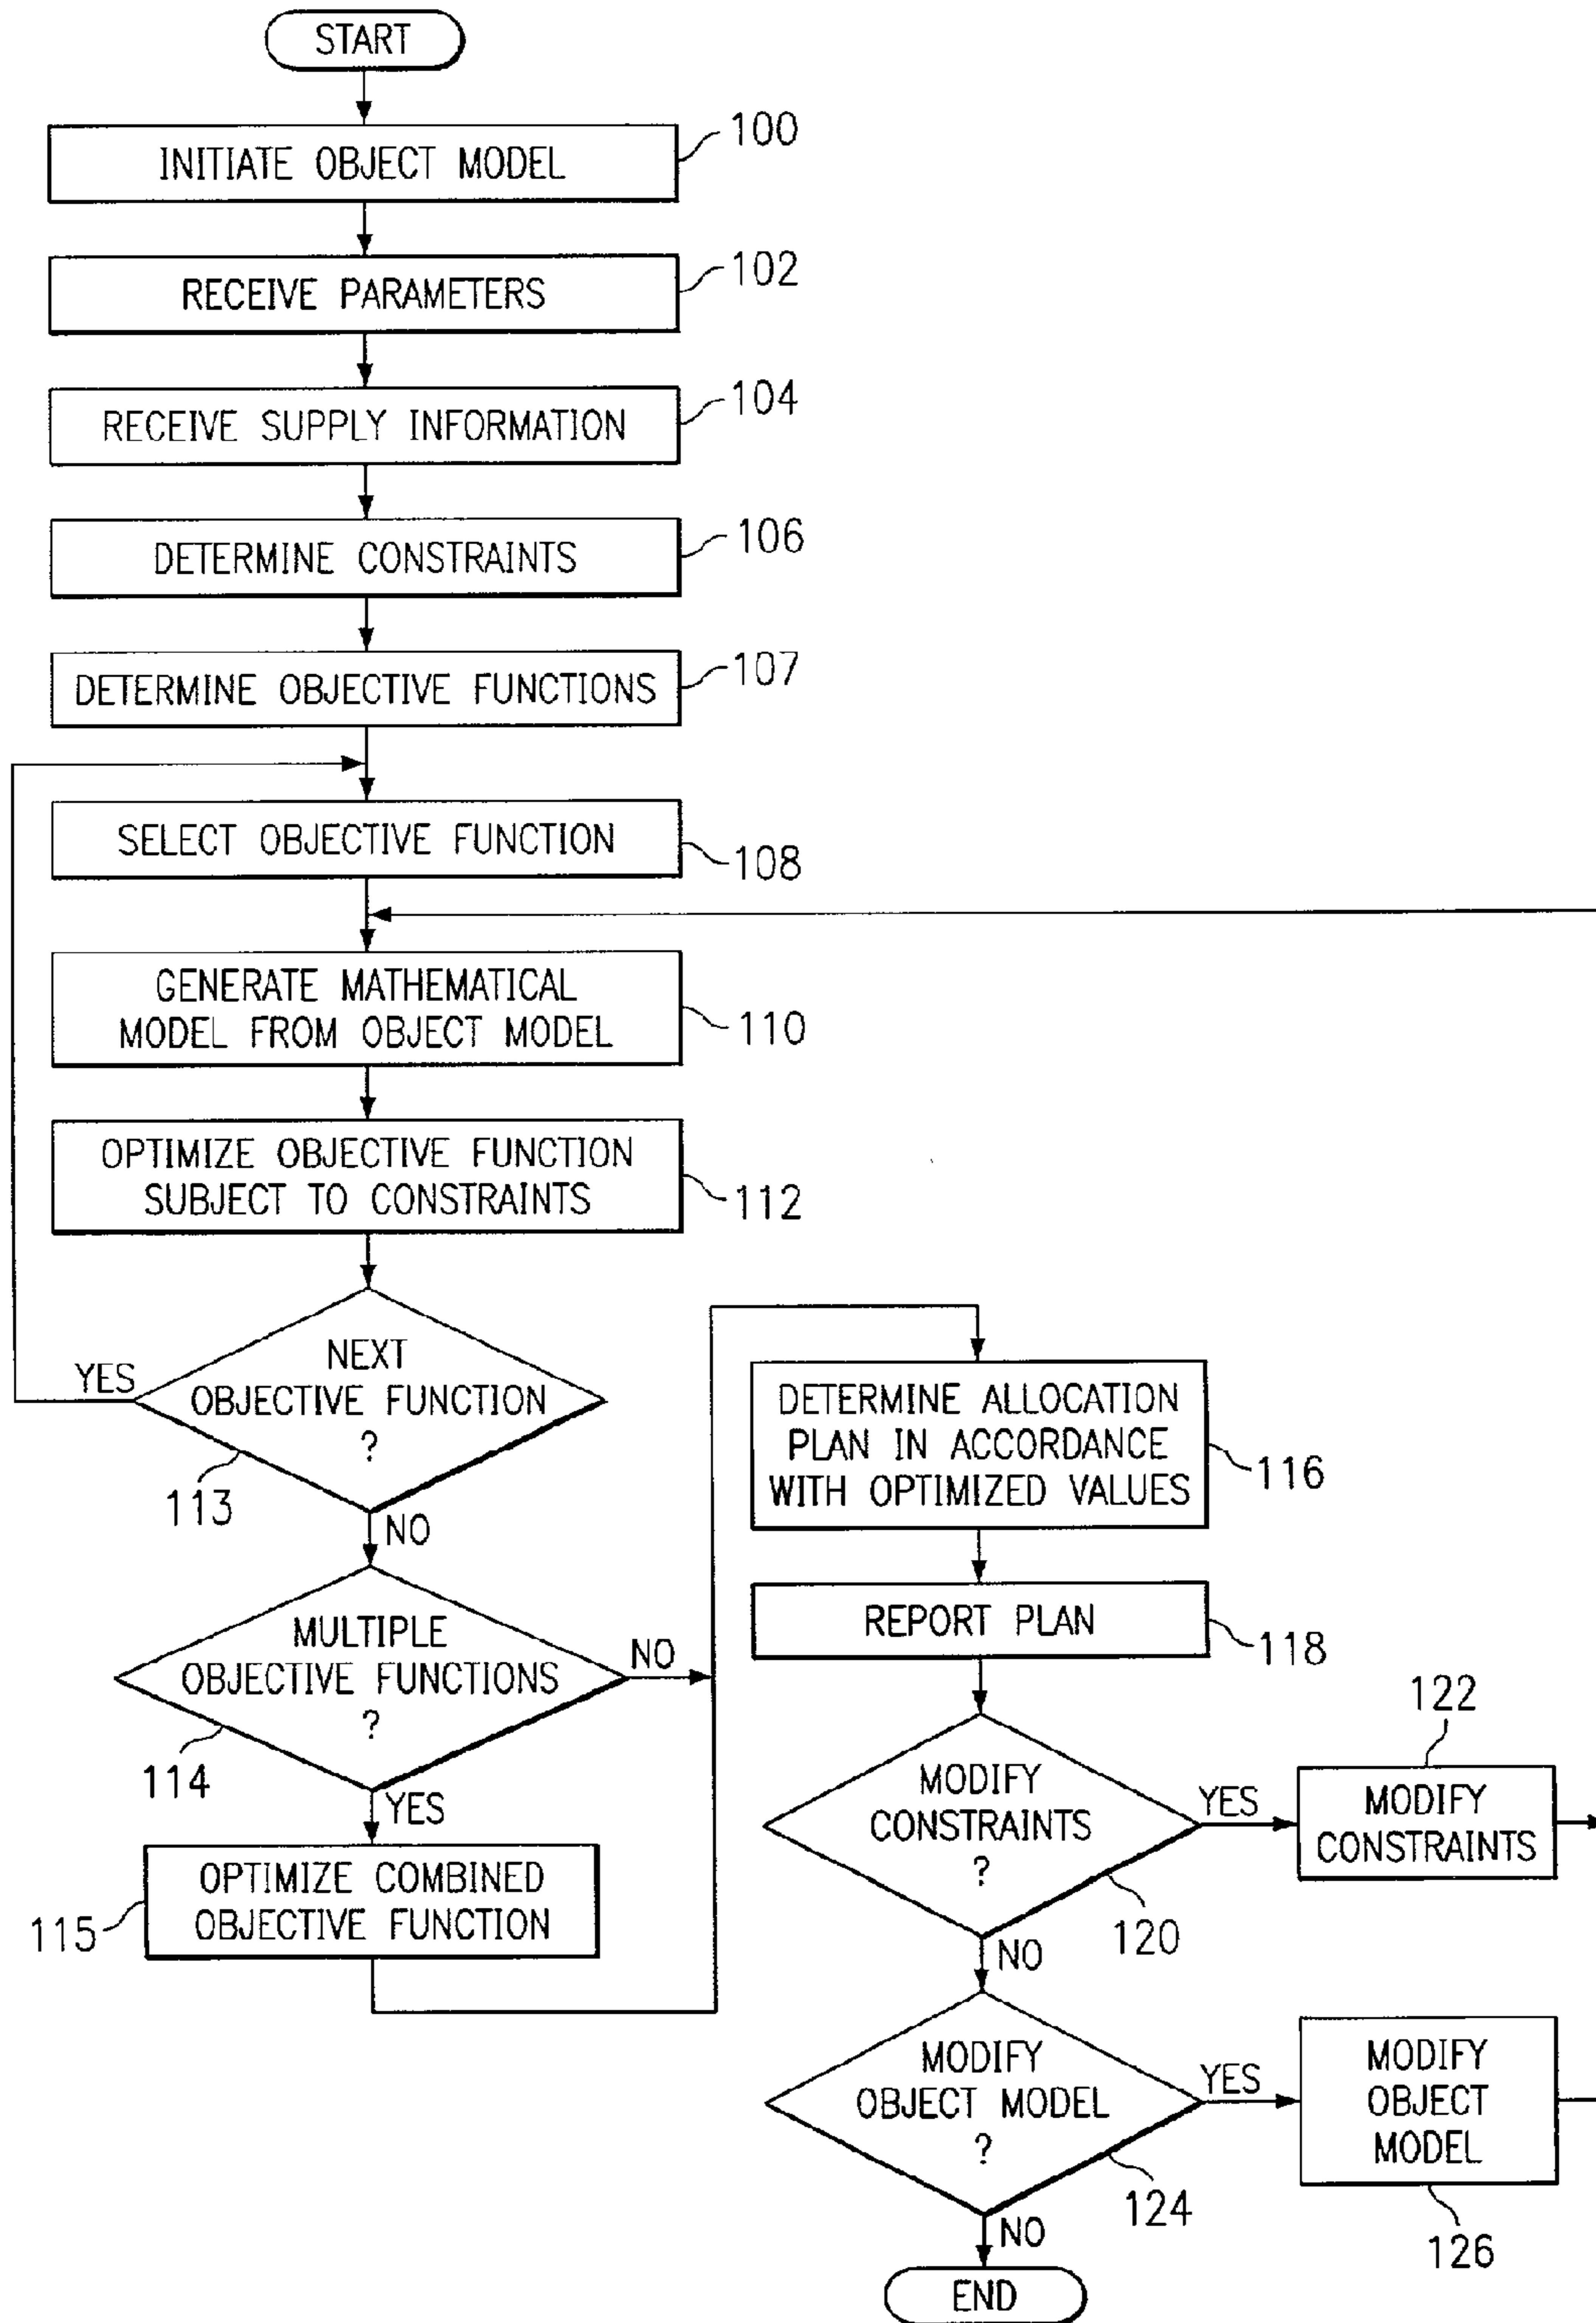 START
INITIATE OBJECT MODEL
100
RECEIVE PARAMETERS
102
RECEIVE SUPPLY INFORMATION
104
DETERMINE CONSTRAINTS
106
DETERMINE OBJECTIVE FUNCTIONS
107
SELECT OBJECTIVE FUNCTION
108
GENERATE MATHEMATICAL
MODEL FROM OBJECT MODEL
110
OPTIMIZE OBJECTIVE FUNCTION
SUBJECT TO CONSTRAINTS
112
NEXT
OBJECTIVE FUNCTION
?
YES
113
NO
MULTIPLE
OBJECTIVE FUNCTIONS
?
NO
114
YES
OPTIMIZE COMBINED
OBJECTIVE FUNCTION
115
DETERMINE ALLOCATION
PLAN IN ACCORDANCE
WITH OPTIMIZED VALUES
116
REPORT PLAN
118
MODIFY
CONSTRAINTS
?
YES
120
122
MODIFY
CONSTRAINTS
NO
MODIFY
OBJECT MODEL
?
YES
124
MODIFY
OBJECT
MODEL
126
NO
END